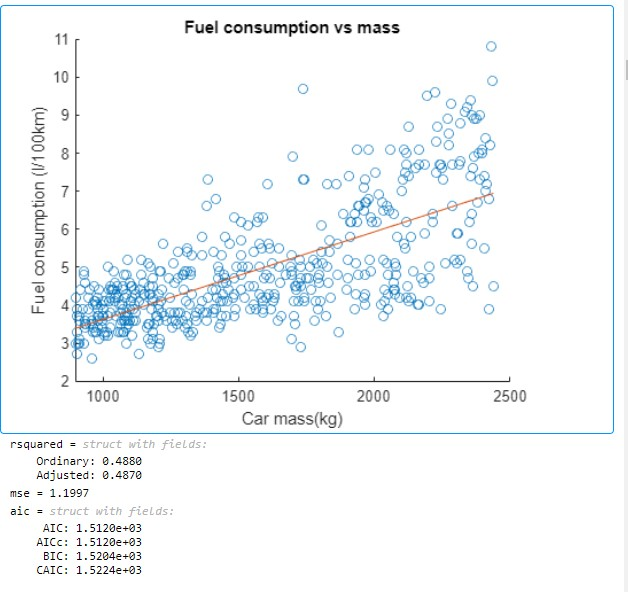 Fuel consumption vs mass
11
10
9
8
7
6
5
4
3
2
Fuel consumption (l/100km)
1000 1500 2000 2500
Car mass(kg)
rsquared = struct with fields:
Ordinary: 0.4880
Adjusted: 0.4870
mse = 1.1997
aic = struct with fields:
AIC: 1.5120e+03
AICc: 1.5120e+03
BIC: 1.5204e+03
CAIC: 1.5224e+03